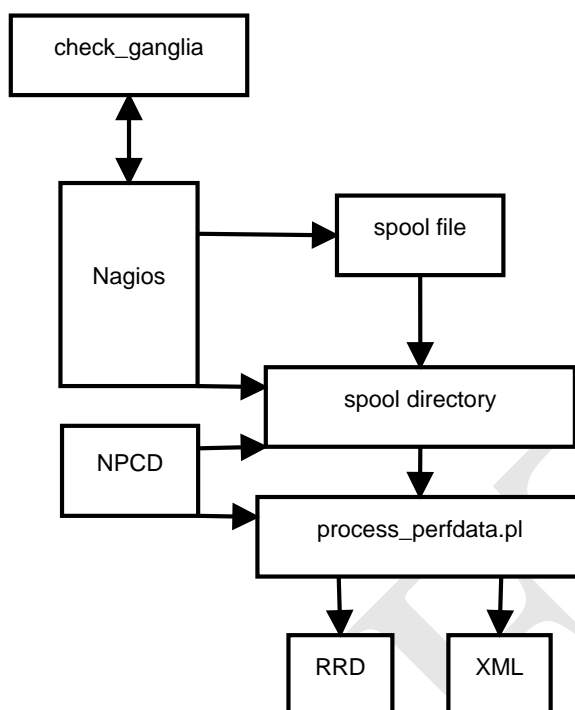 check_ganglia
Nagios
spool file
spool directory
NPCD
process_perfdata.pl
RRD
XML